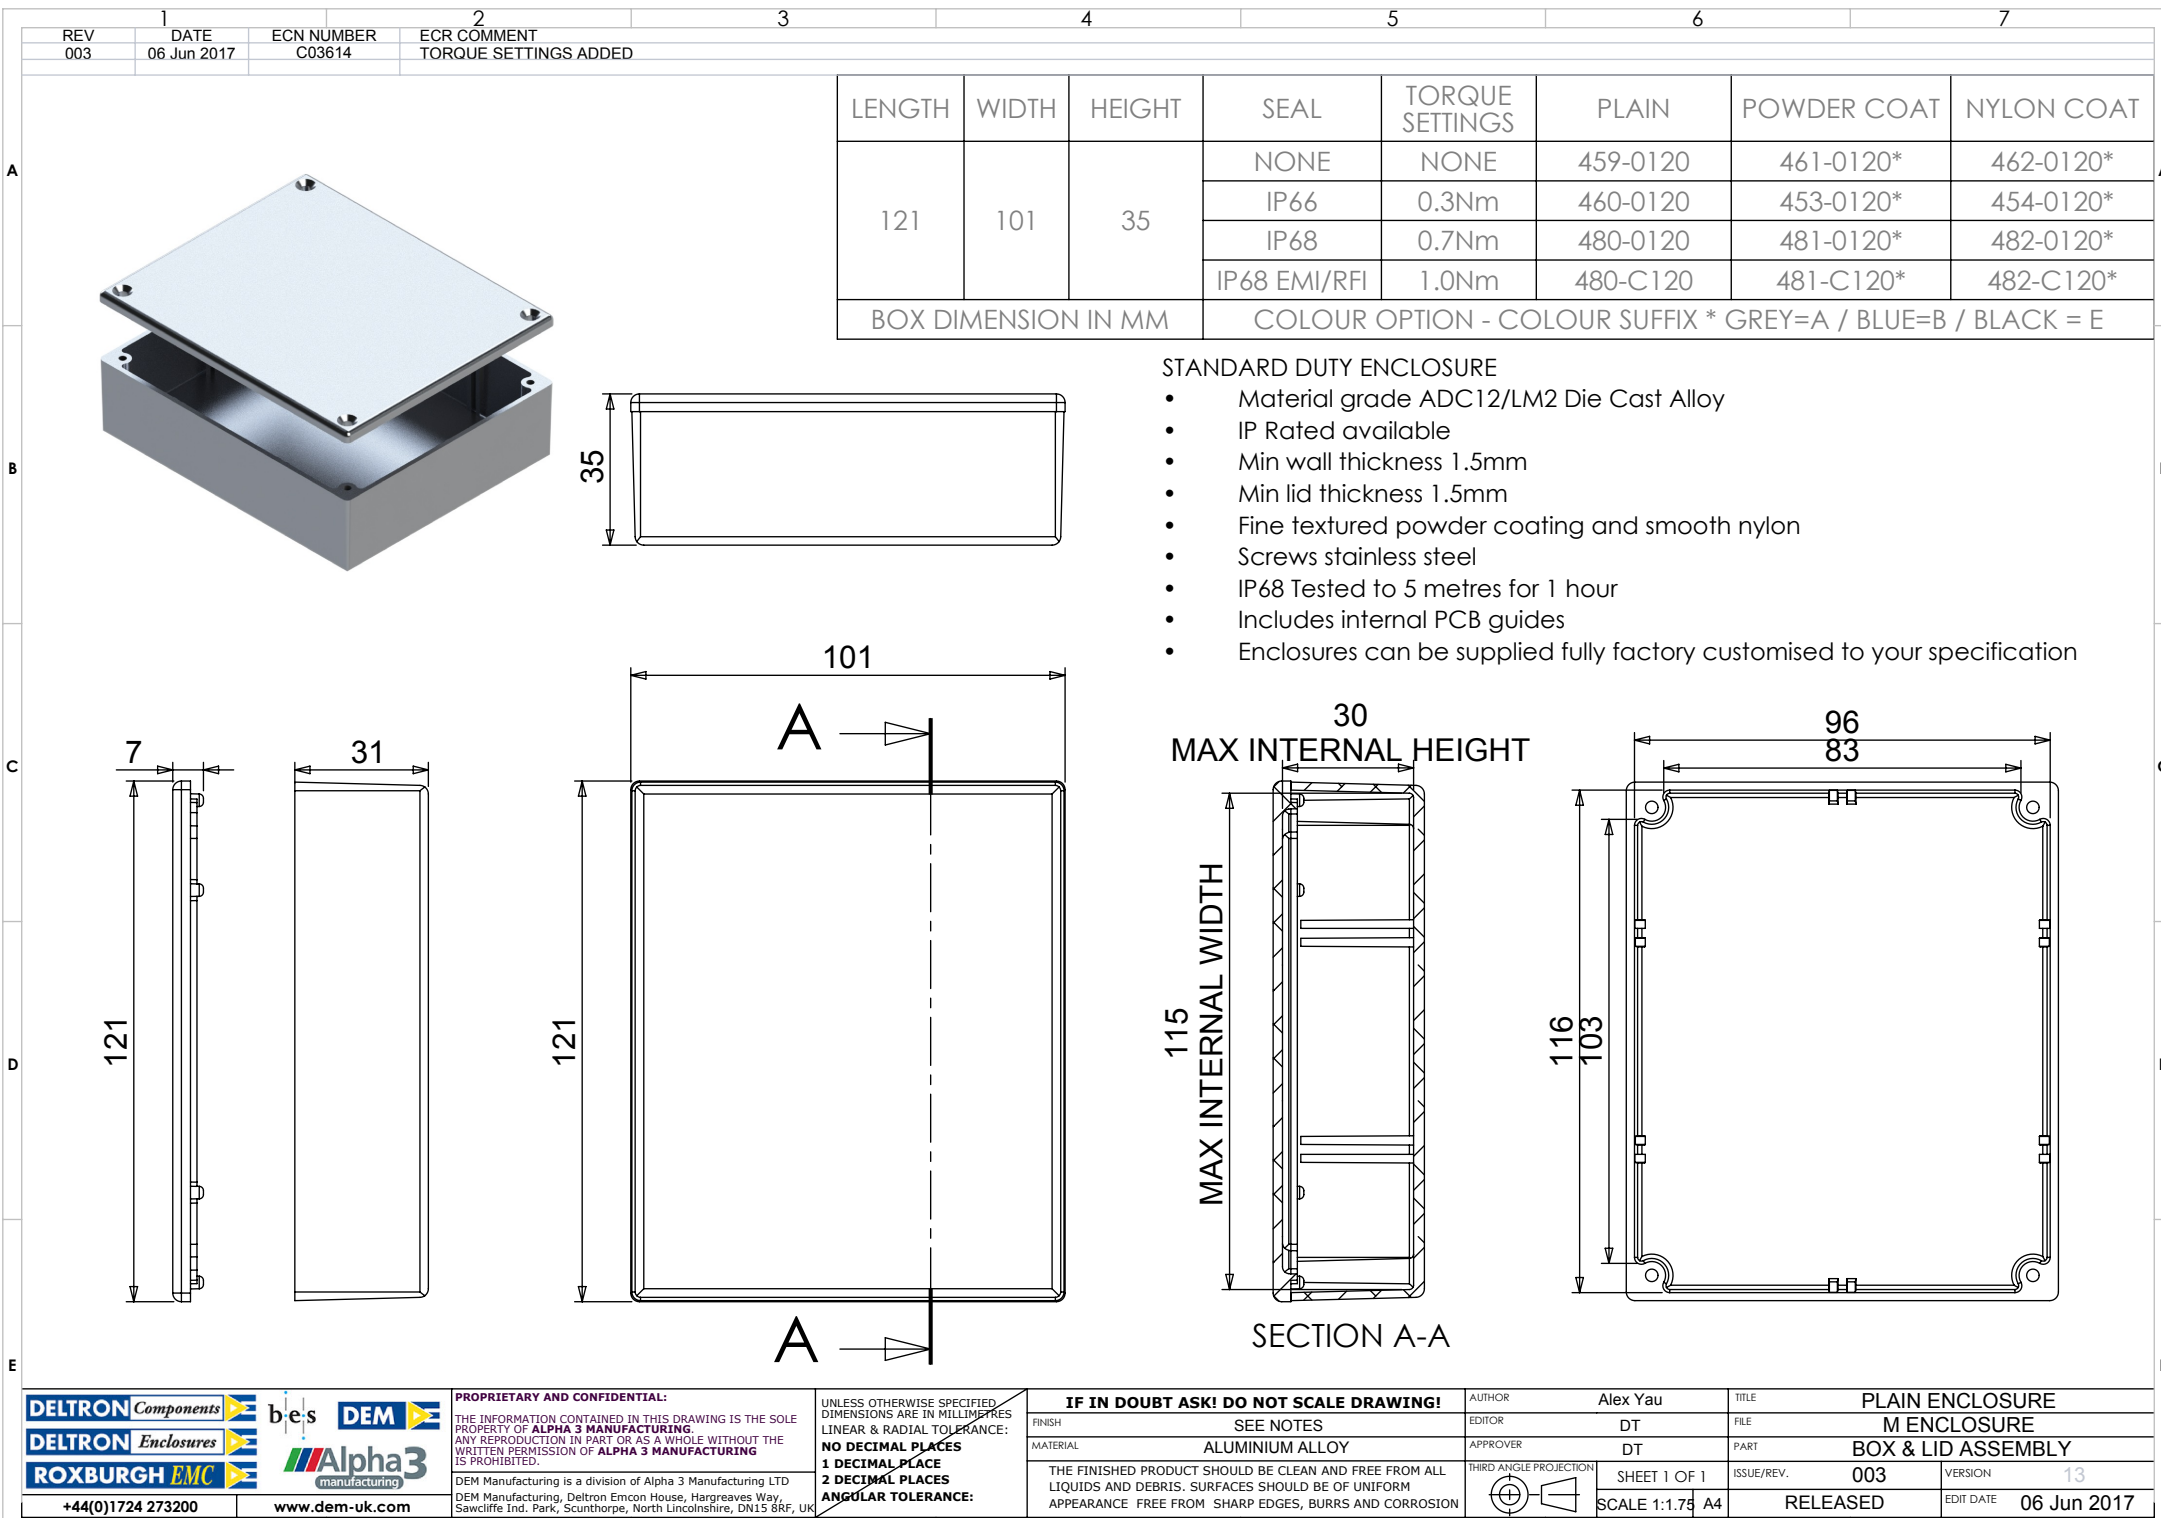 1 2 3 4 5 6 7
REV DATE ECN NUMBER ECR COMMENT
003 06 Jun 2017 C03614 TORQUE SETTINGS ADDED
LENGTH WIDTH HEIGHT SEAL TORQUE SETTINGS PLAIN POWDER COAT NYLON COAT
121 101 35
NONE NONE 459-0120 461-0120* 462-0120*
IP66 0.3Nm 460-0120 453-0120* 454-0120*
IP68 0.7Nm 480-0120 481-0120* 482-0120*
IP68 EMI/RFI 1.0Nm 480-C120 481-C120* 482-C120*
BOX DIMENSION IN MM COLOUR OPTION - COLOUR SUFFIX * GREY=A / BLUE=B / BLACK = E
A
B
C
D
E
STANDARD DUTY ENCLOSURE
• Material grade ADC12/LM2 Die Cast Alloy
• IP Rated available
• Min wall thickness 1.5mm
• Min lid thickness 1.5mm
• Fine textured powder coating and smooth nylon
• Screws stainless steel
• IP68 Tested to 5 metres for 1 hour
• Includes internal PCB guides
• Enclosures can be supplied fully factory customised to your specification
35
101
A
7
31
121
121
A
30
MAX INTERNAL HEIGHT
115
MAX INTERNAL WIDTH
SECTION A-A
96
83
116
103
DELTRON Components
DELTRON Enclosures
ROXBURGH EMC
b·e·s
DEM
Alpha3
manufacturing
+44(0)1724 273200
www.dem-uk.com
PROPRIETARY AND CONFIDENTIAL:
THE INFORMATION CONTAINED IN THIS DRAWING IS THE SOLE
PROPERTY OF ALPHA 3 MANUFACTURING.
ANY REPRODUCTION IN PART OR AS A WHOLE WITHOUT THE
WRITTEN PERMISSION OF ALPHA 3 MANUFACTURING
IS PROHIBITED.
DEM Manufacturing is a division of Alpha 3 Manufacturing LTD
DEM Manufacturing, Deltron Emcon House, Hargreaves Way,
Sawcliffe Ind. Park, Scunthorpe, North Lincolnshire, DN15 8RF, UK
UNLESS OTHERWISE SPECIFIED
DIMENSIONS ARE IN MILLIMETRES
LINEAR & RADIAL TOLERANCE:
NO DECIMAL PLACES
1 DECIMAL PLACE
2 DECIMAL PLACES
ANGULAR TOLERANCE:
IF IN DOUBT ASK! DO NOT SCALE DRAWING!
FINISH SEE NOTES
MATERIAL ALUMINIUM ALLOY
THE FINISHED PRODUCT SHOULD BE CLEAN AND FREE FROM ALL
LIQUIDS AND DEBRIS. SURFACES SHOULD BE OF UNIFORM
APPEARANCE FREE FROM SHARP EDGES, BURRS AND CORROSION
AUTHOR Alex Yau
EDITOR DT
APPROVER DT
THIRD ANGLE PROJECTION
SHEET 1 OF 1
SCALE 1:1.75 A4
TITLE PLAIN ENCLOSURE
FILE M ENCLOSURE
PART BOX & LID ASSEMBLY
ISSUE/REV. 003 VERSION 13
RELEASED EDIT DATE 06 Jun 2017